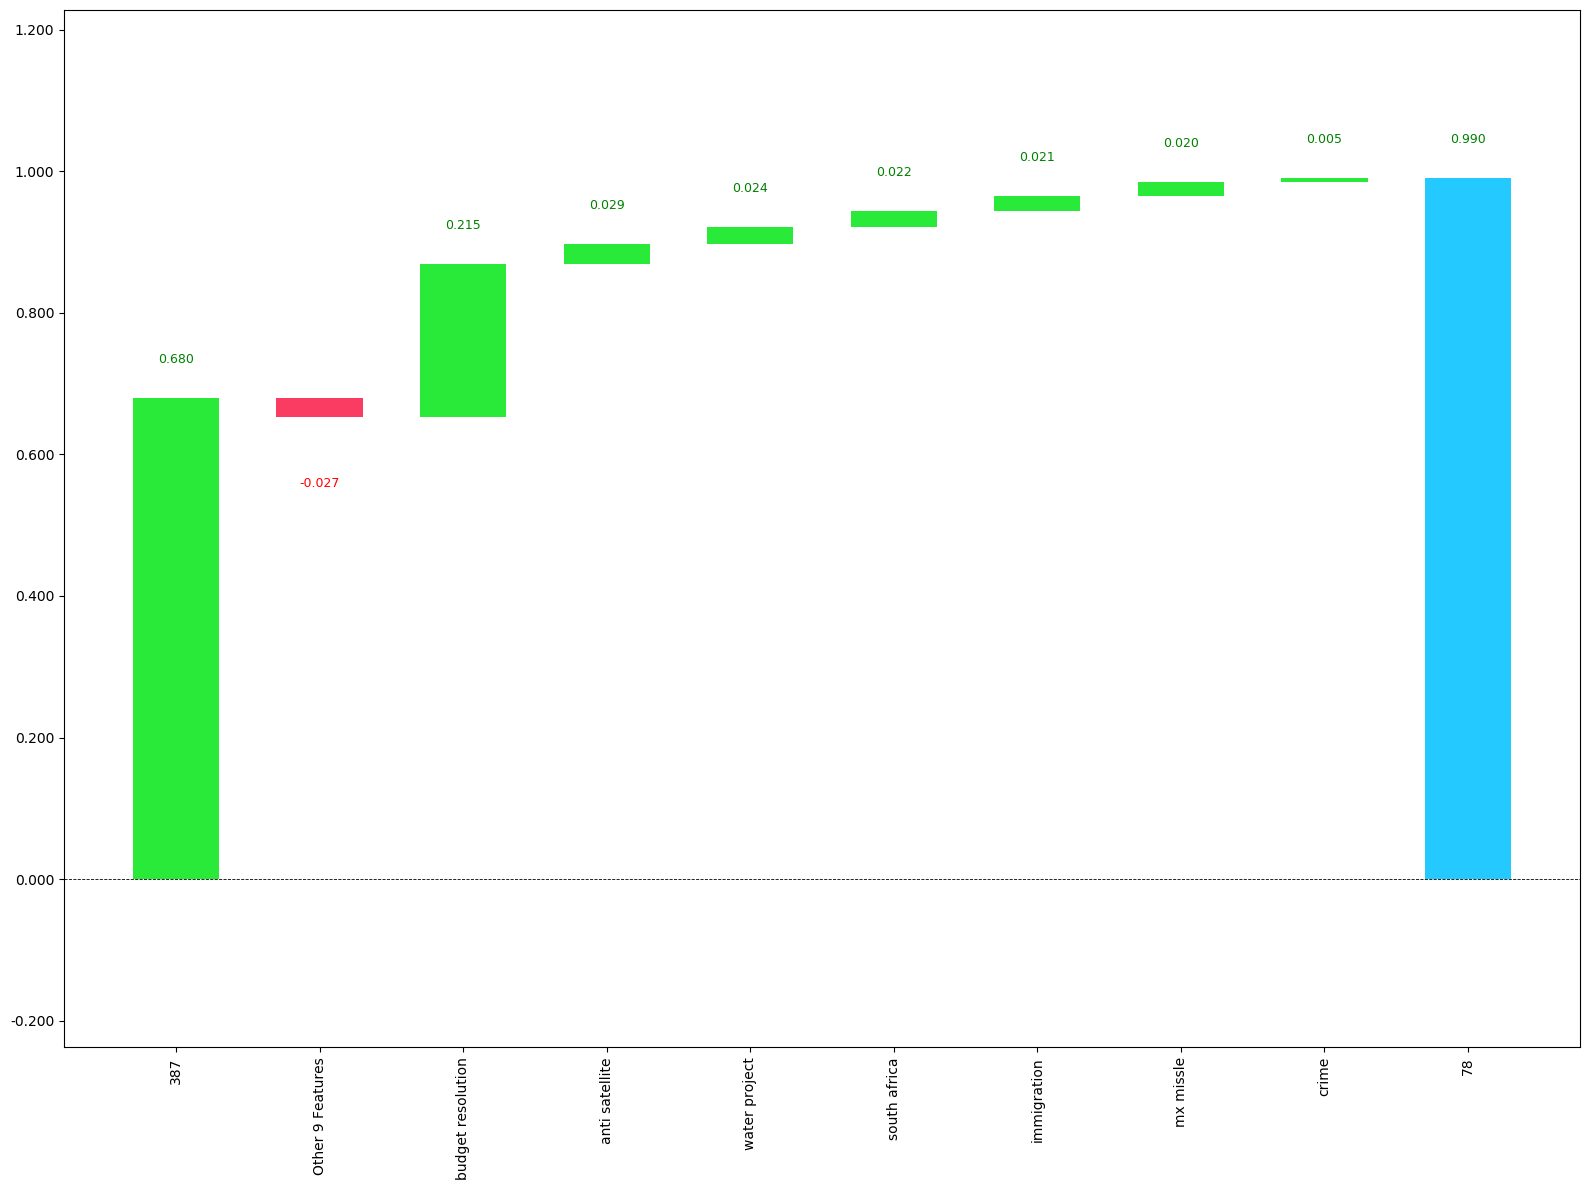 1.200
1.000
0.800
0.600
0.400
0.200
0.000
-0.200
0.680
-0.027
0.215
0.029
0.024
0.022
0.021
0.020
0.005
0.990
387
Other 9 Features
budget resolution
anti satellite
water project
south africa
immigration
mx missle
crime
78